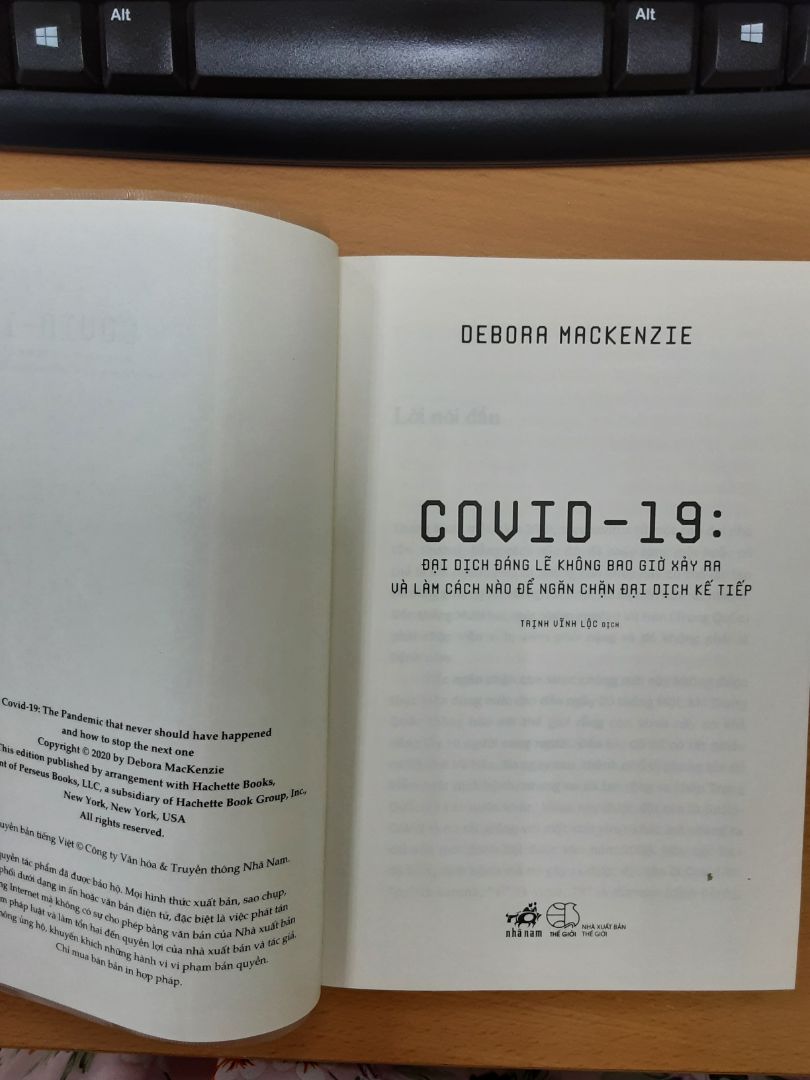 Alt
Alt
Covid-19: The Pandemic that never should have happened
and how to stop the next one
Copyright © 2020 by Debora MacKenzie
This edition published by arrangement with Hachette Books,
of Perseus Books, LLC, a subsidiary of Hachette Book Group, Inc,
New York, New York, USA
All rights reserved.
bản tiếng Việt © Công ty Văn hóa & Truyền thông Nhã Nam.
tác phẩm đã được bảo hộ. Mọi hình thức xuất bản, sao chụp,
phối dưới dạng in ấn hoặc văn bản điện tử, đặc biệt là việc phát tán
Internet mà không có sự cho phép bằng văn bản của Nhà xuất bản
pháp luật và làm tổn hại đến quyền lợi của nhà xuất bản và tác giả.
ủng hộ, khuyến khích những hành vi vi phạm bản quyền.
Chỉ mua bán bản in hợp pháp.
DEBORA MACKENZIE
Lời nói đầu
COVID-19:
ĐẠI DỊCH ĐÁNG LẼ KHÔNG BAO GIỜ XẢY RA
VÀ LÀM CÁCH NÀO ĐỂ NGĂN CHẶN ĐẠI DỊCH KẾ TIẾP
TRỊNH VĨNH LỘC DỊCH
nhã nam
THẾ GIỚI
NHÀ XUẤT BẢN
THẾ GIỚI